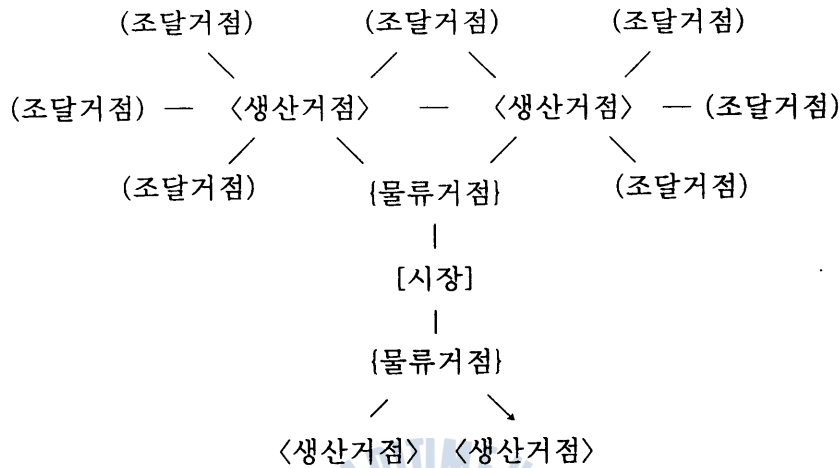 (조달거점) (조달거점) (조달거점)
(조달거점) — 〈생산거점〉 — 〈생산거점〉 — (조달거점)
(조달거점) {물류거점} (조달거점)
[시장]
{물류거점}
〈생산거점〉 〈생산거점〉